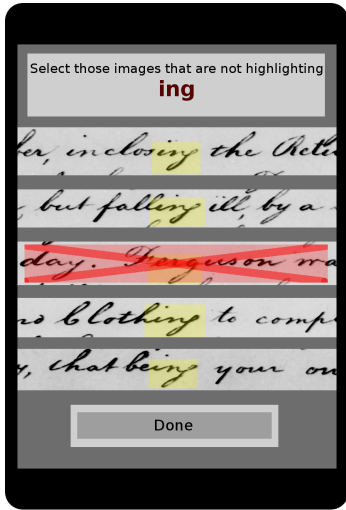 Select those images that are not highlighting
ing
ber, inclosing the Retu
, but falling ill, by a
day. Ferguson wa
nd Clothing to comp
y, that being your on
Done